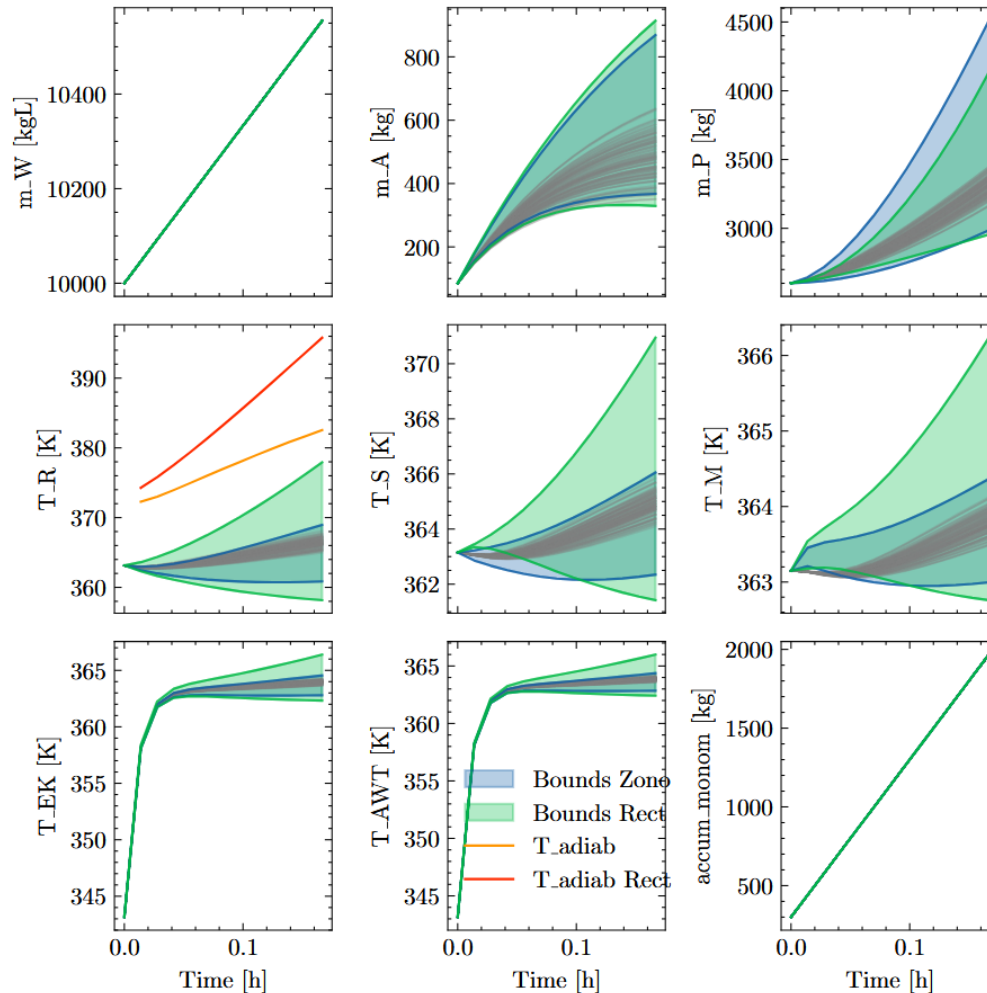 m_W [kgL]
10400
10200
10000
m_A [kg]
800
600
400
200
m_P [kg]
4500
4000
3500
3000
T_R [K]
390
380
370
360
T_S [K]
370
368
366
364
362
T_M [K]
366
365
364
363
T_EK [K]
365
360
355
350
345
0.0
0.1
Time [h]
T_AWT [K]
365
360
355
350
345
Bounds Zono
Bounds Rect
T_adiab
T_adiab Rect
0.0
0.1
Time [h]
accum_monom [kg]
2000
1500
1000
500
0.0
0.1
Time [h]